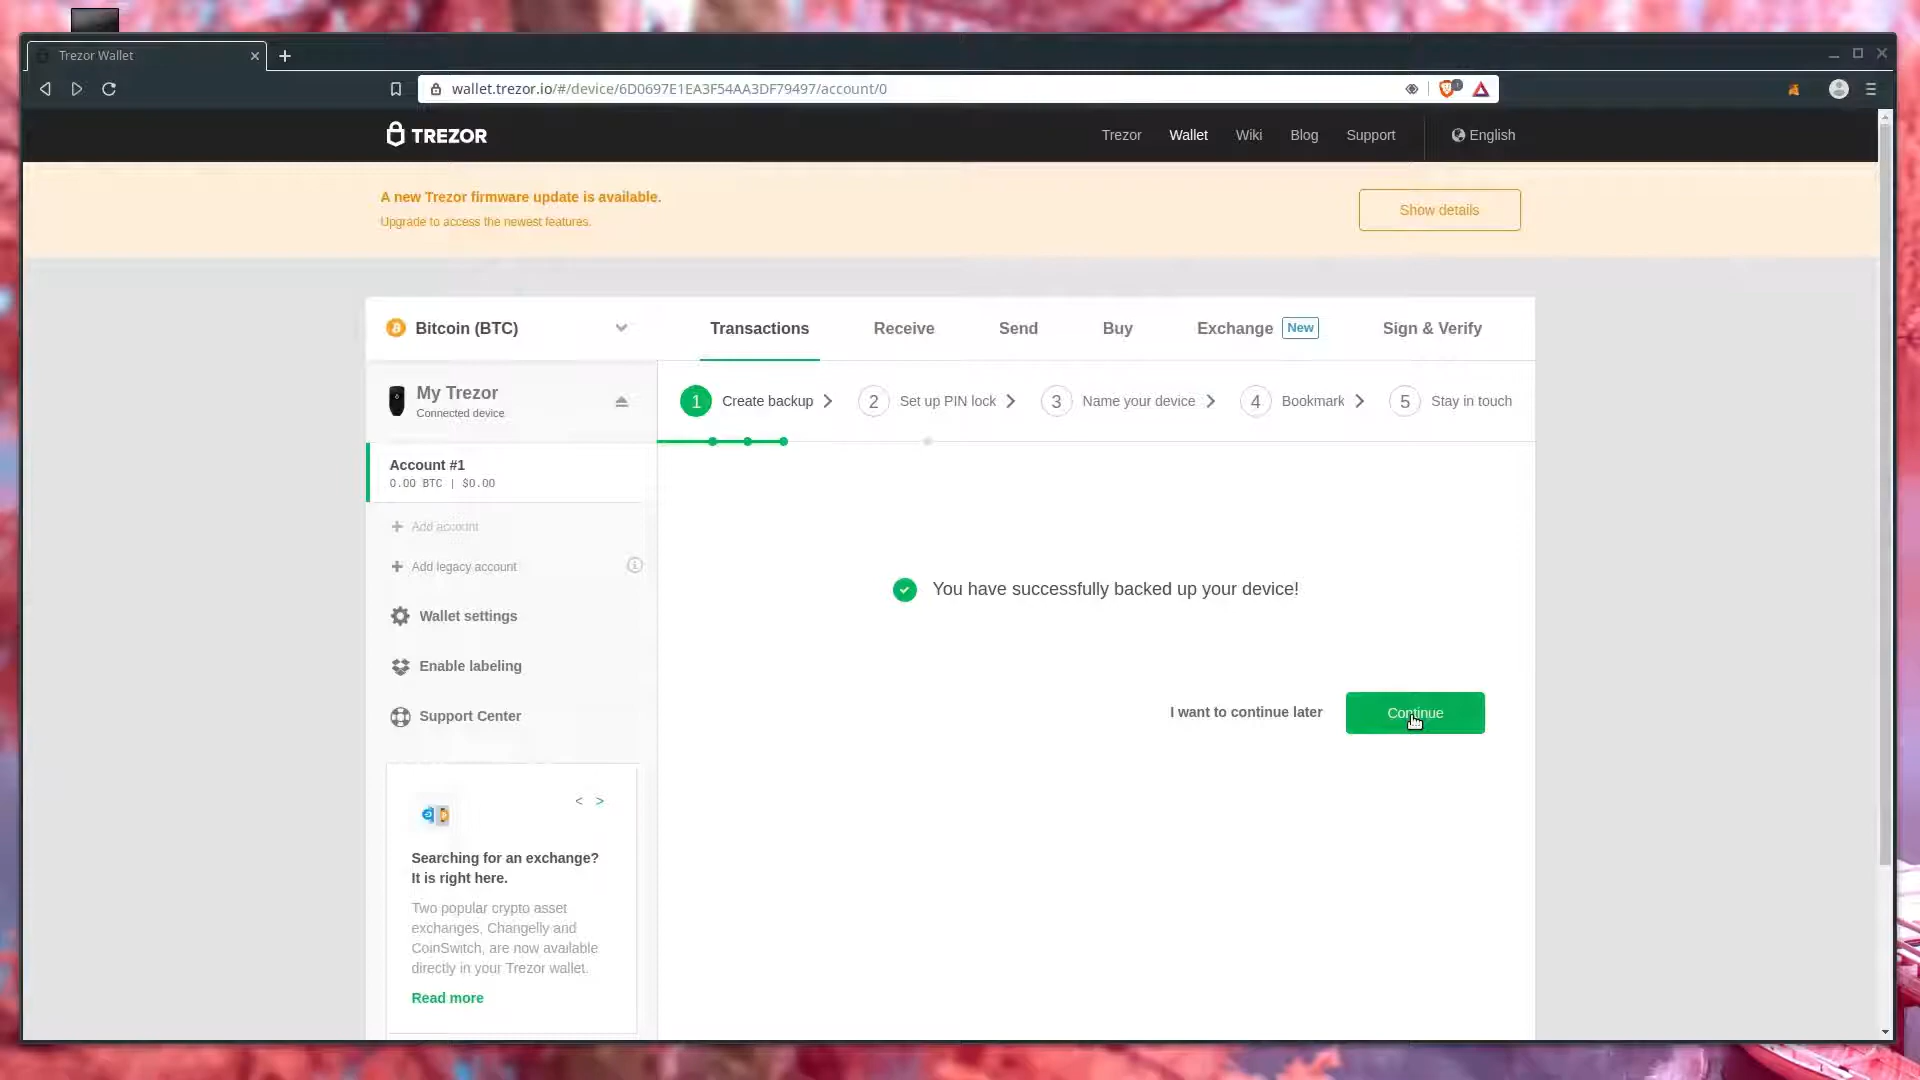 Trezor Wallet
wallet.trezor.io/#/device/6D0697E1EA3F54AA3DF79497/account/0
TREZOR
Trezor Wallet Wiki Blog Support English
A new Trezor firmware update is available.
Upgrade to access the newest features.
Show details
Bitcoin (BTC)
Transactions Receive Send Buy Exchange New Sign & Verify
My Trezor
Connected device
1 Create backup 2 Set up PIN lock 3 Name your device 4 Bookmark 5 Stay in touch
Account #1
0.00 BTC | $0.00
+ Add account
+ Add legacy account
Wallet settings
Enable labeling
Support Center
You have successfully backed up your device!
I want to continue later
Continue
< >
Searching for an exchange?
It is right here.
Two popular crypto asset
exchanges, Changelly and
CoinSwitch, are now available
directly in your Trezor wallet.
Read more